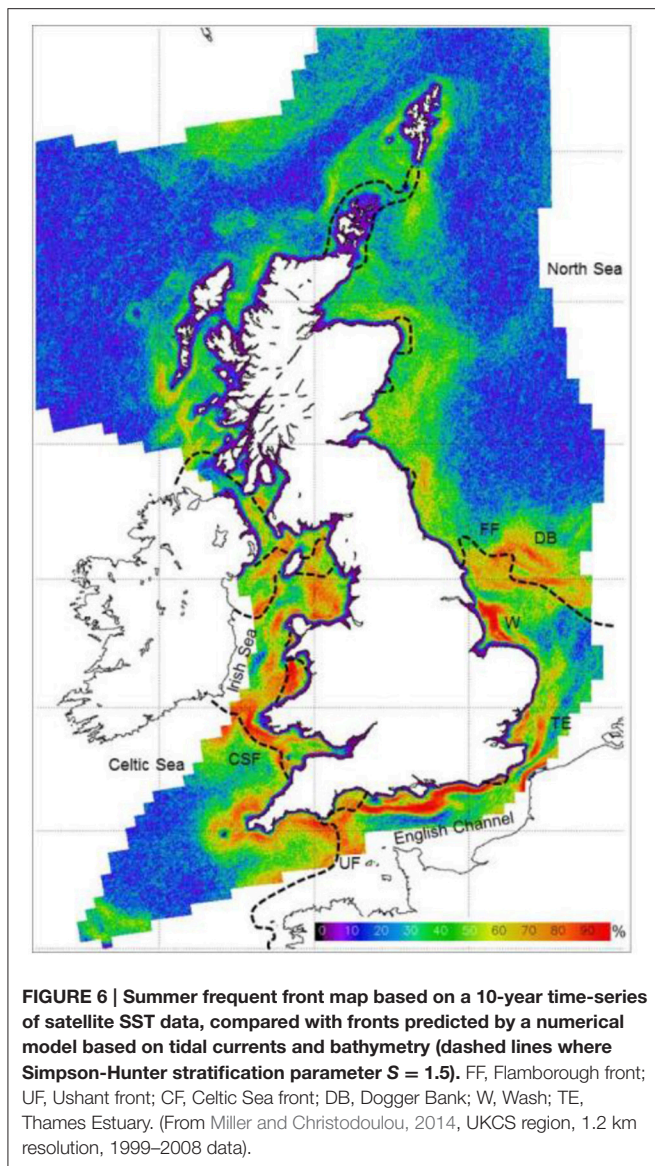 North Sea
FF
DB
W
Irish Sea
TE
Celtic Sea
CSF
English Channel
UF
0 10 20 30 40 50 60 70 80 90 %
FIGURE 6 | Summer frequent front map based on a 10-year time-series
of satellite SST data, compared with fronts predicted by a numerical
model based on tidal currents and bathymetry (dashed lines where
Simpson-Hunter stratification parameter S = 1.5). FF, Flamborough front;
UF, Ushant front; CF, Celtic Sea front; DB, Dogger Bank; W, Wash; TE,
Thames Estuary. (From Miller and Christodoulou, 2014, UKCS region, 1.2 km
resolution, 1999–2008 data).